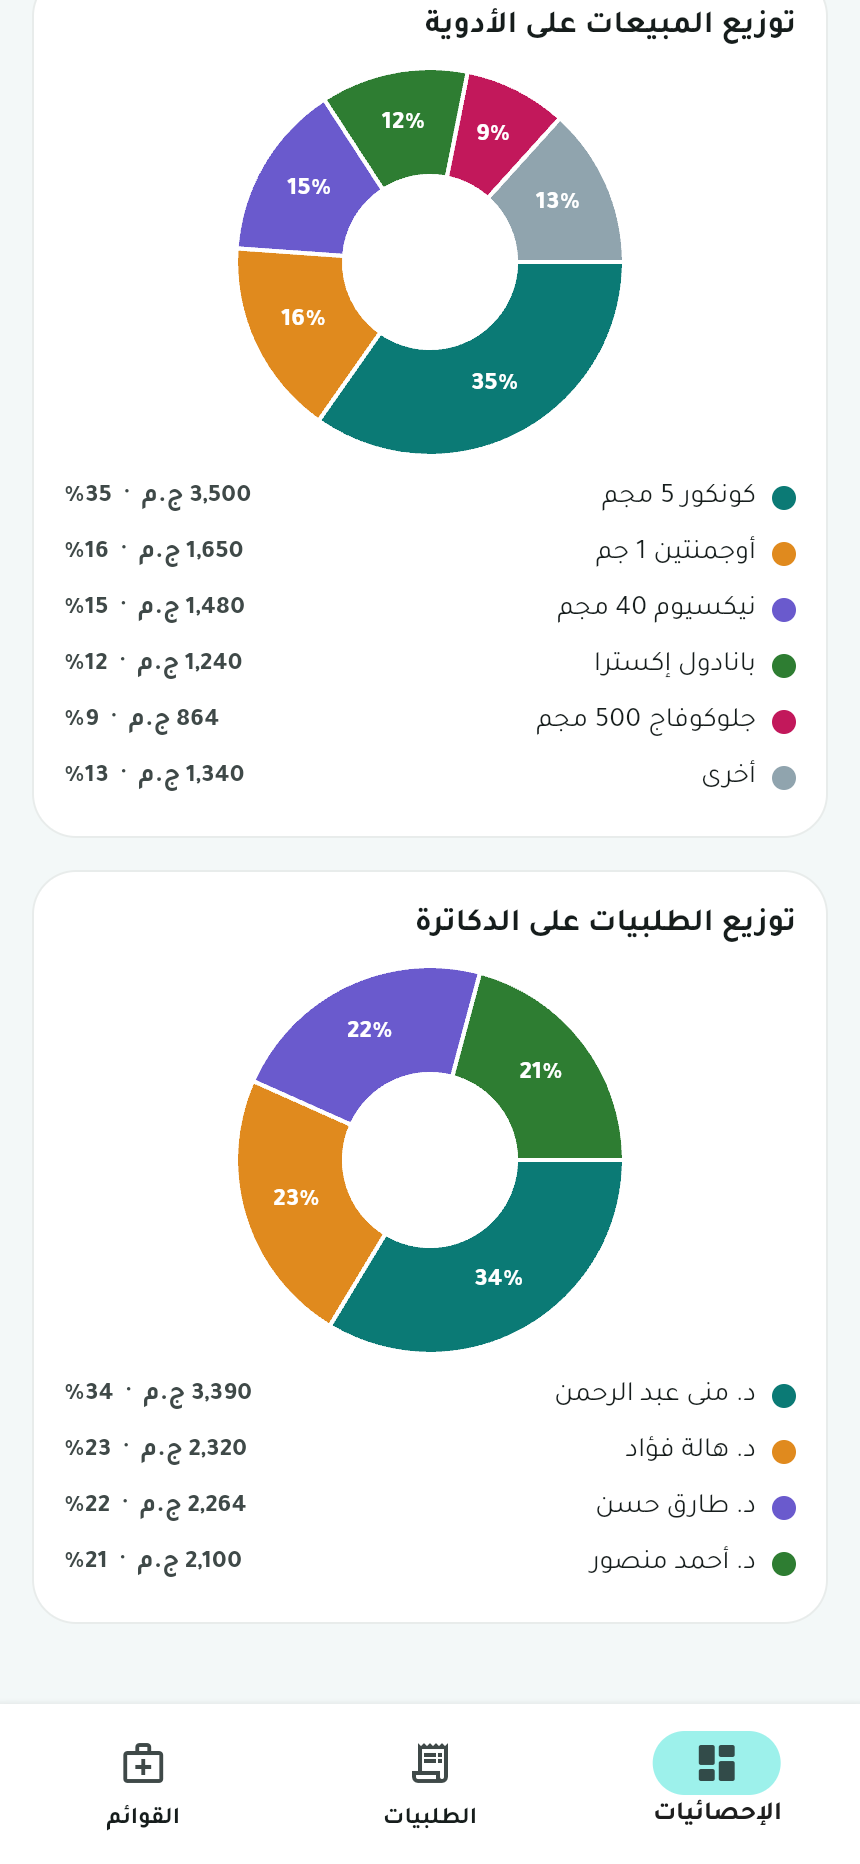 توزيع المبيعات على الأدوية
12%
9%
15%
13%
16%
35%
كونكور 5 مجم 3,500 ج.م · 35%
أوجمنتين 1 جم 1,650 ج.م · 16%
نيكسيوم 40 مجم 1,480 ج.م · 15%
بانادول إكسترا 1,240 ج.م · 12%
جلوكوفاج 500 مجم 864 ج.م · 9%
أخرى 1,340 ج.م · 13%
توزيع الطلبيات على الدكاترة
22%
21%
23%
34%
د. منى عبد الرحمن 3,390 ج.م · 34%
د. هالة فؤاد 2,320 ج.م · 23%
د. طارق حسن 2,264 ج.م · 22%
د. أحمد منصور 2,100 ج.م · 21%
الإحصائيات
الطلبيات
القوائم